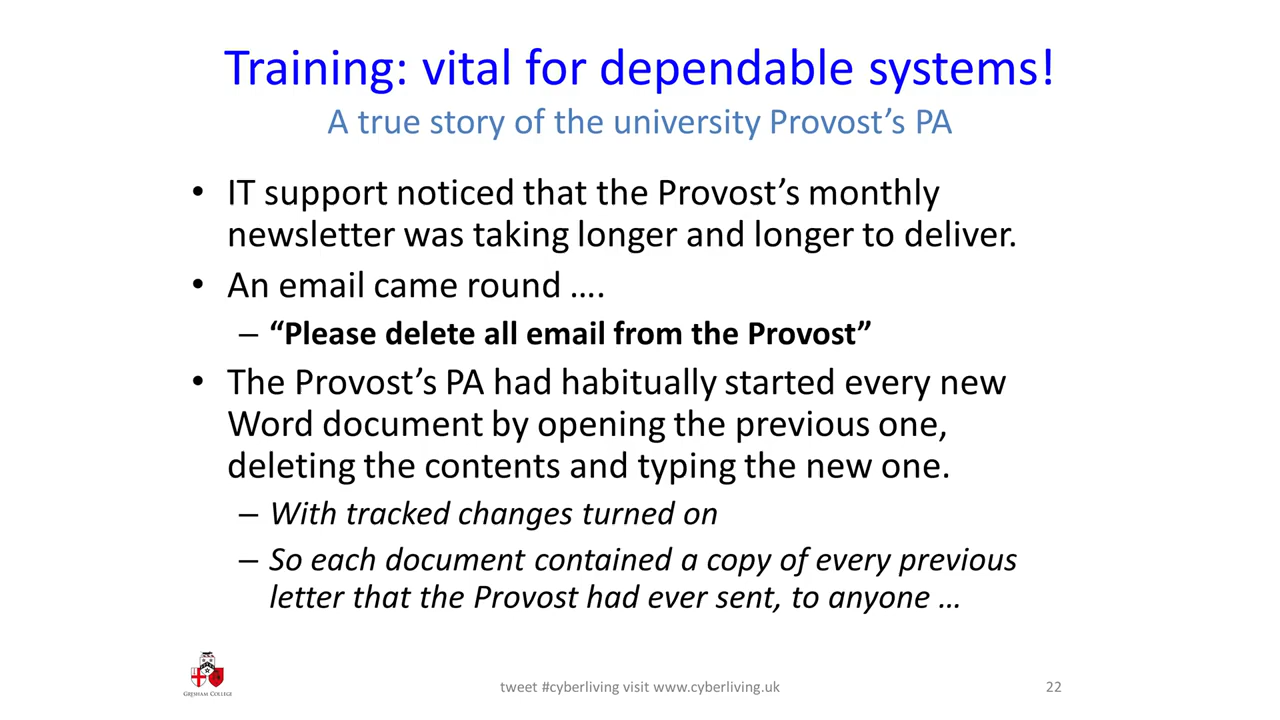 Training: vital for dependable systems!
A true story of the university Provost’s PA
• IT support noticed that the Provost’s monthly
newsletter was taking longer and longer to deliver.
• An email came round ….
– “Please delete all email from the Provost”
• The Provost’s PA had habitually started every new
Word document by opening the previous one,
deleting the contents and typing the new one.
– With tracked changes turned on
– So each document contained a copy of every previous
letter that the Provost had ever sent, to anyone …
GRESHAM COLLEGE
tweet #cyberliving visit www.cyberliving.uk
22